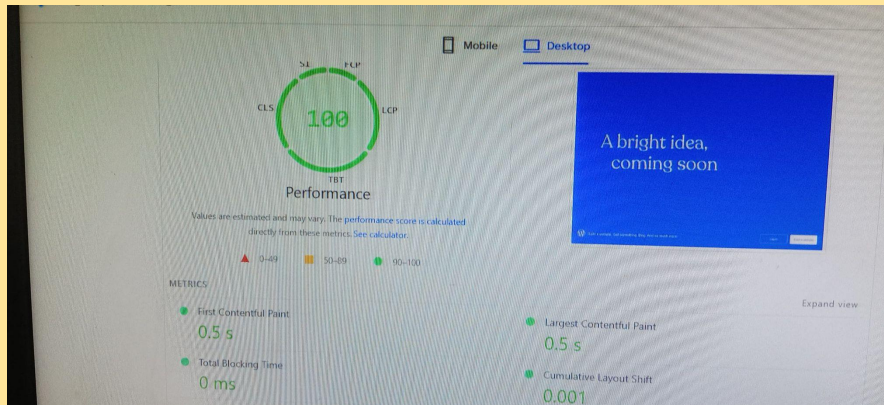 Mobile
Desktop
SI
FCP
CLS
LCP
100
TBT
Performance
Values are estimated and may vary. The performance score is calculated
directly from these metrics. See calculator.
0–49
50–89
90–100
A bright idea,
coming soon
METRICS
Expand view
First Contentful Paint
0.5 s
Largest Contentful Paint
0.5 s
Total Blocking Time
0 ms
Cumulative Layout Shift
0.001